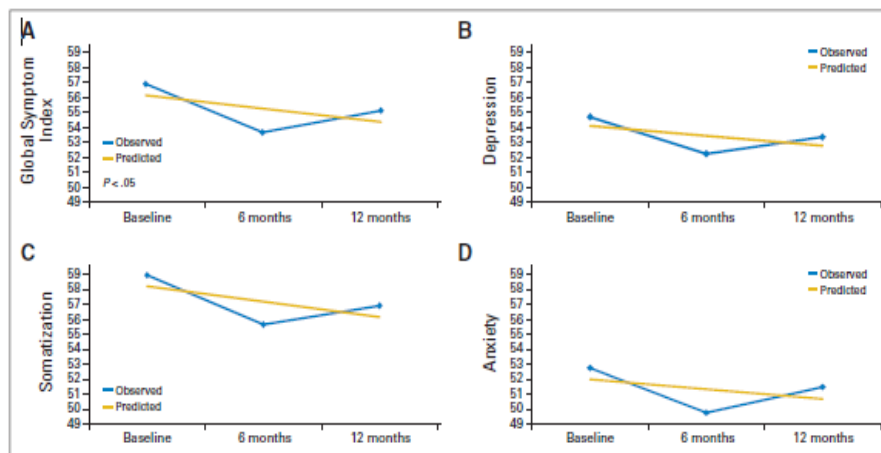 A
59
58
57
56
55
54
53
52
51
50
49
Global Symptom
Index
Observed
Predicted
P < .05
Baseline
6 months
12 months
B
59
58
57
56
55
54
53
52
51
50
49
Depression
Observed
Predicted
Baseline
6 months
12 months
C
59
58
57
56
55
54
53
52
51
50
49
Somatization
Observed
Predicted
Baseline
6 months
12 months
D
59
58
57
56
55
54
53
52
51
50
49
Anxiety
Observed
Predicted
Baseline
6 months
12 months